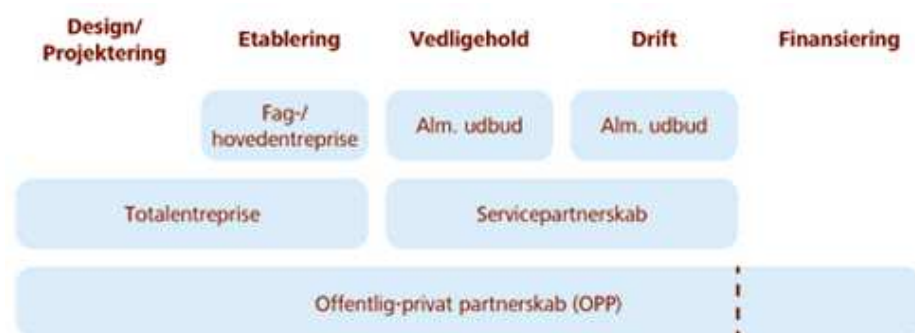 Design/
Projektering
Etablering
Vedligehold
Drift
Finansiering
Fag-/
hovedentreprise
Alm. udbud
Alm. udbud
Totalentreprise
Servicepartnerskab
Offentlig-privat partnerskab (OPP)